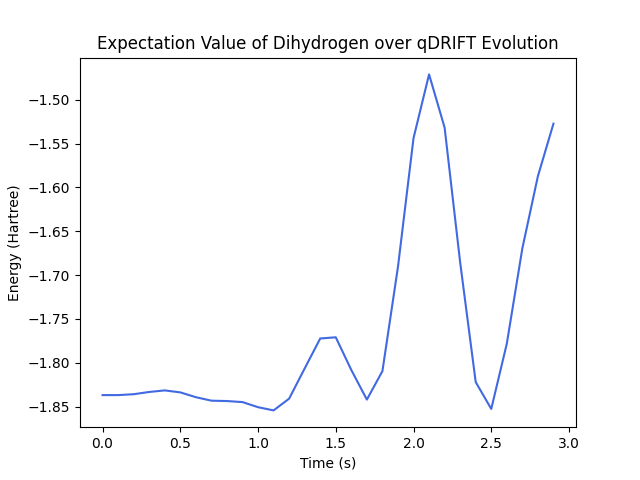 Expectation Value of Dihydrogen over qDRIFT Evolution
Energy (Hartree)
−1.50
−1.55
−1.60
−1.65
−1.70
−1.75
−1.80
−1.85
0.0 0.5 1.0 1.5 2.0 2.5 3.0
Time (s)